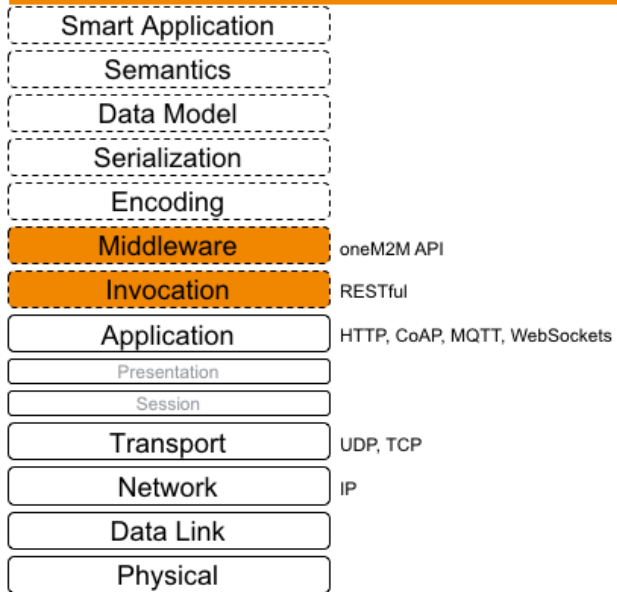 Smart Application
Semantics
Data Model
Serialization
Encoding
Middleware oneM2M API
Invocation RESTful
Application HTTP, CoAP, MQTT, WebSockets
Presentation
Session
Transport UDP, TCP
Network IP
Data Link
Physical